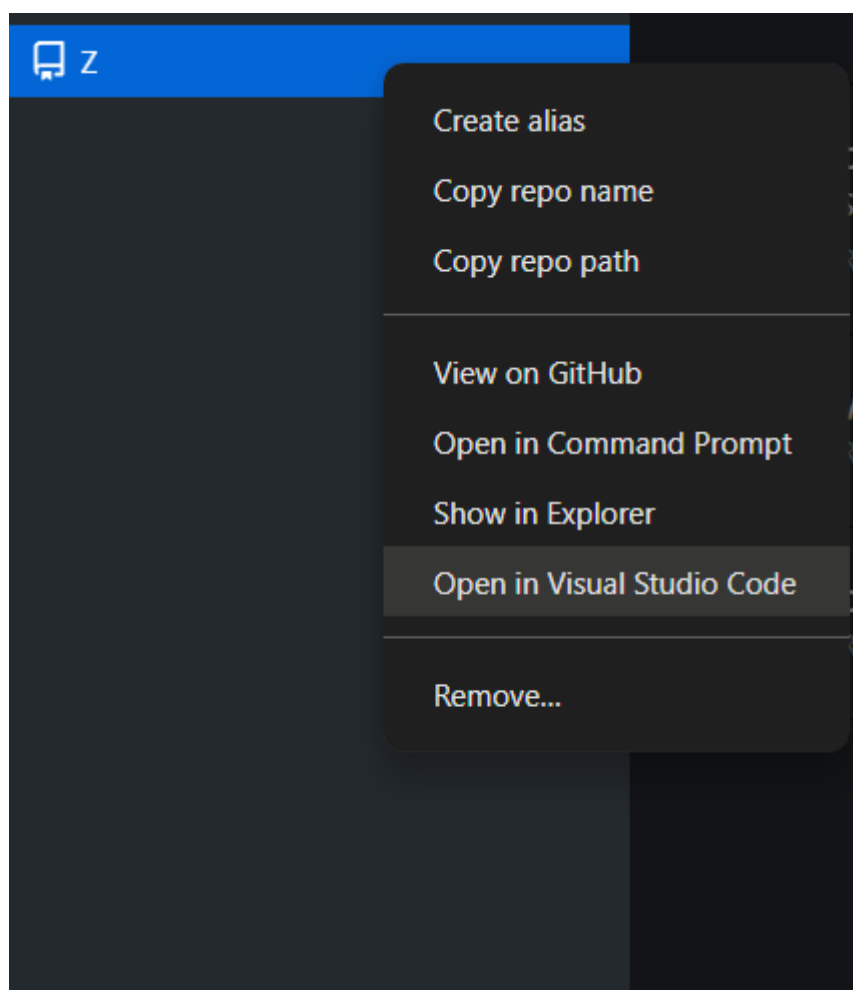 Z
Create alias
Copy repo name
Copy repo path
View on GitHub
Open in Command Prompt
Show in Explorer
Open in Visual Studio Code
Remove...